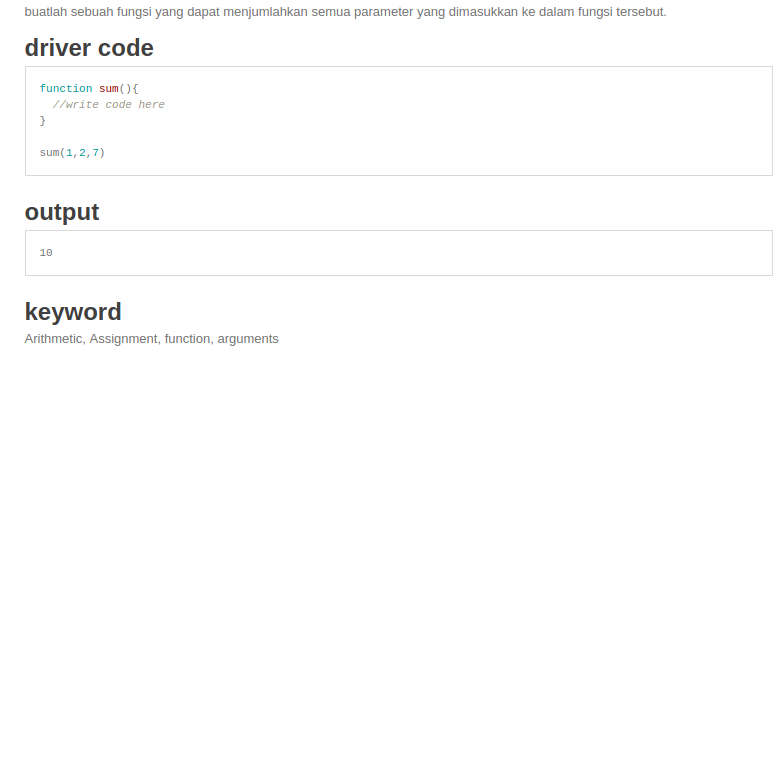 buatlah sebuah fungsi yang dapat menjumlahkan semua parameter yang dimasukkan ke dalam fungsi tersebut.
driver code
function sum(){
  //write code here
}
sum(1,2,7)
output
10
keyword
Arithmetic, Assignment, function, arguments